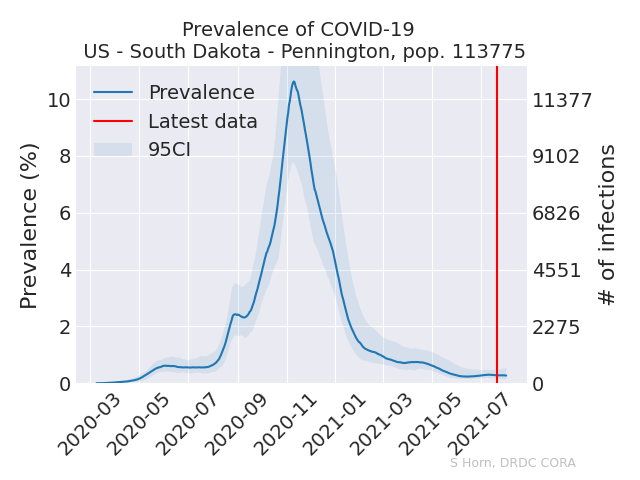 Prevalence of COVID-19
US - South Dakota - Pennington, pop. 113775
Prevalence
Latest data
95CI
Prevalence (%)
10
8
6
4
2
0
11377
9102
6826
4551
2275
0
# of infections
2020-03
2020-05
2020-07
2020-09
2020-11
2021-01
2021-03
2021-05
2021-07
S Horn, DRDC CORA